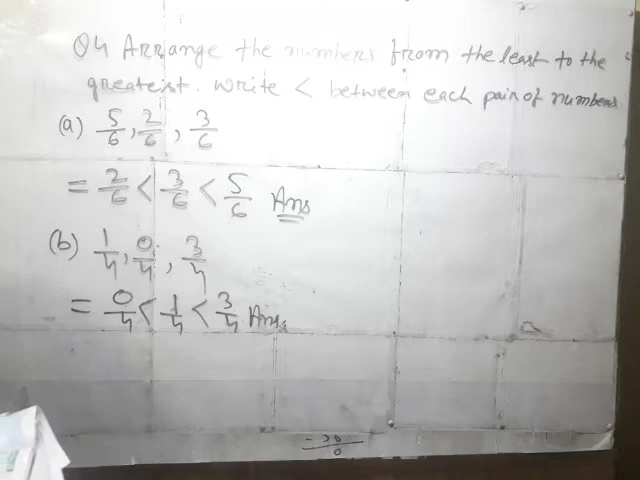 Q4 Arrange the numbers from the least to the
greatest. write < between each pair of numbers.
(a) 5/6, 2/6, 3/6
= 2/6 < 3/6 < 5/6 Ans
(b) 1/4, 0/4, 3/4
= 0/4 < 1/4 < 3/4 Ans.